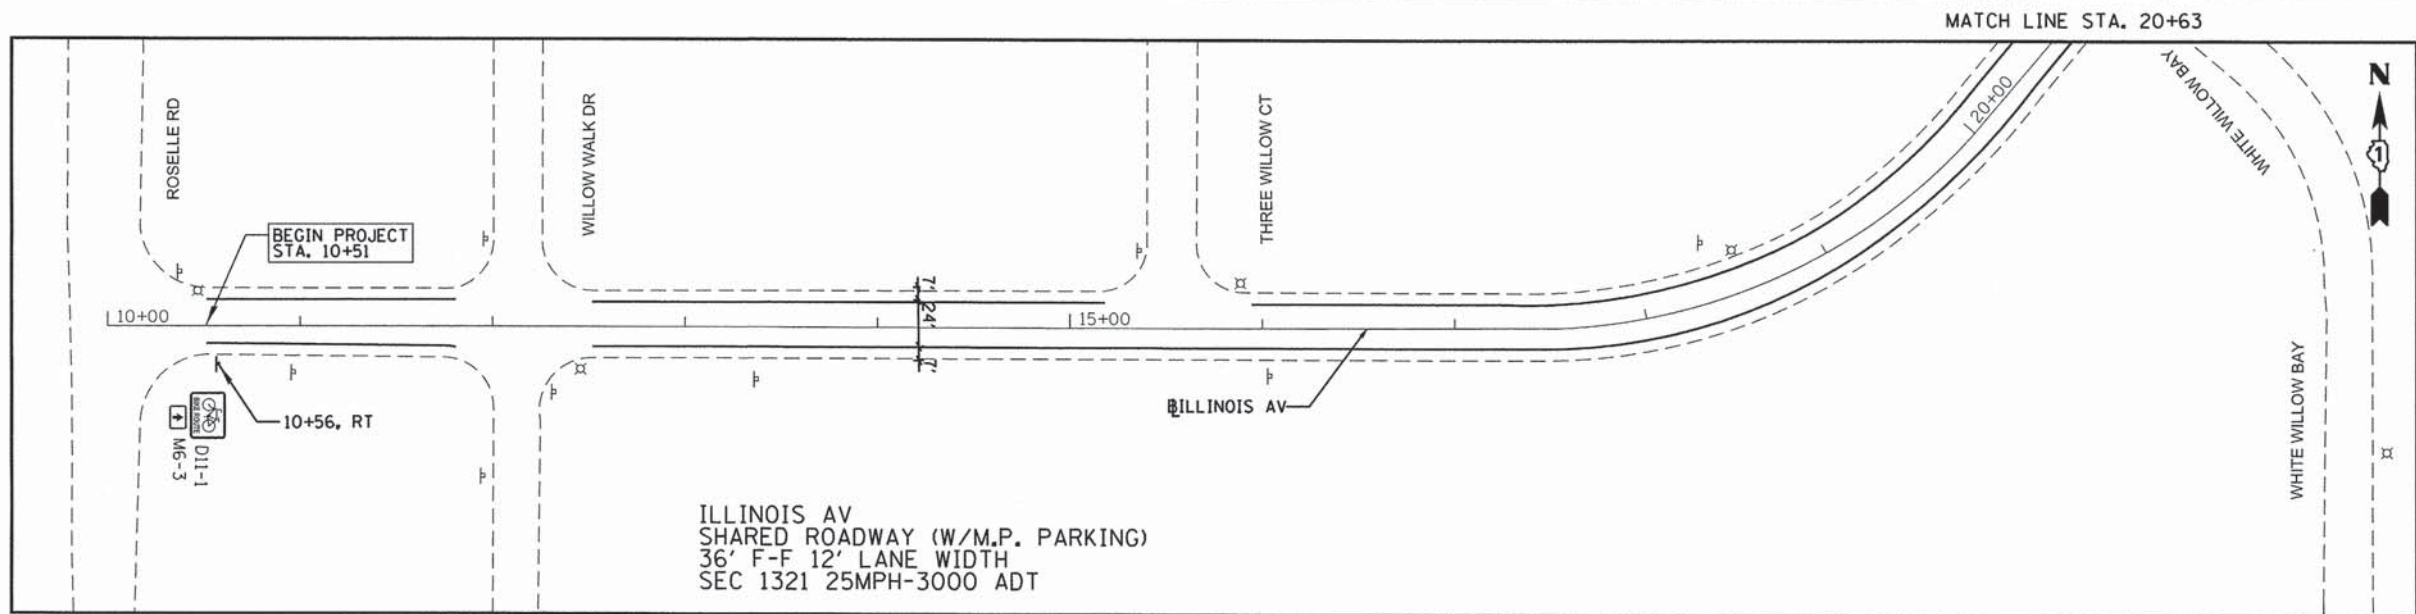 MATCH LINE STA. 20+63
N
1
ROSELLE RD
WILLOW WALK DR
THREE WILLOW CT
WHITE WILLOW BAY
20+00
BEGIN PROJECT
STA. 10+51
10+00
7'
24'
7'
15+00
BIKE ROUTE
10+56, RT
D11-1
M6-3
BL ILLINOIS AV
WHITE WILLOW BAY
ILLINOIS AV
SHARED ROADWAY (W/M.P. PARKING)
36' F-F 12' LANE WIDTH
SEC 1321 25MPH-3000 ADT